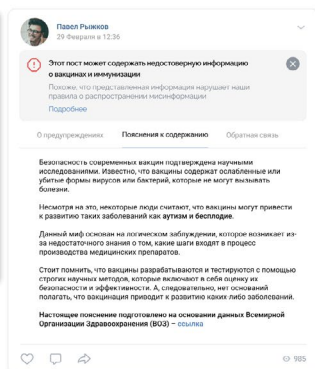 Павел Рыжков
29 Февраля в 12:36
Этот пост может содержать недостоверную информацию
о вакцинах и иммунизации
Похоже, что представленная информация нарушает наши
правила о распространении мисинформации
Подробнее
О предупреждениях Пояснения к содержанию Обратная связь
Безопасность современных вакцин подтверждена научными
исследованиями. Известно, что вакцины содержат ослабленные или
убитые формы вирусов или бактерий, которые не могут вызывать
болезни.
Несмотря на это, некоторые люди считают, что вакцины могут привести
к развитию таких заболеваний как аутизм и бесплодие.
Данный миф основан на логическом заблуждении, которое возникает из-
за недостаточного знания о том, какие шаги входят в процесс
производства медицинских препаратов.
Стоит помнить, что вакцины разрабатываются и тестируются с помощью
строгих научных методов, которые включают в себя оценку их
безопасности и эффективности. А, следовательно, нет оснований
полагать, что вакцинация приводит к развитию каких либо заболеваний.
Настоящее пояснение подготовлено на основании данных Всемирной
Организации Здравоохранения (ВОЗ) – ссылка
985